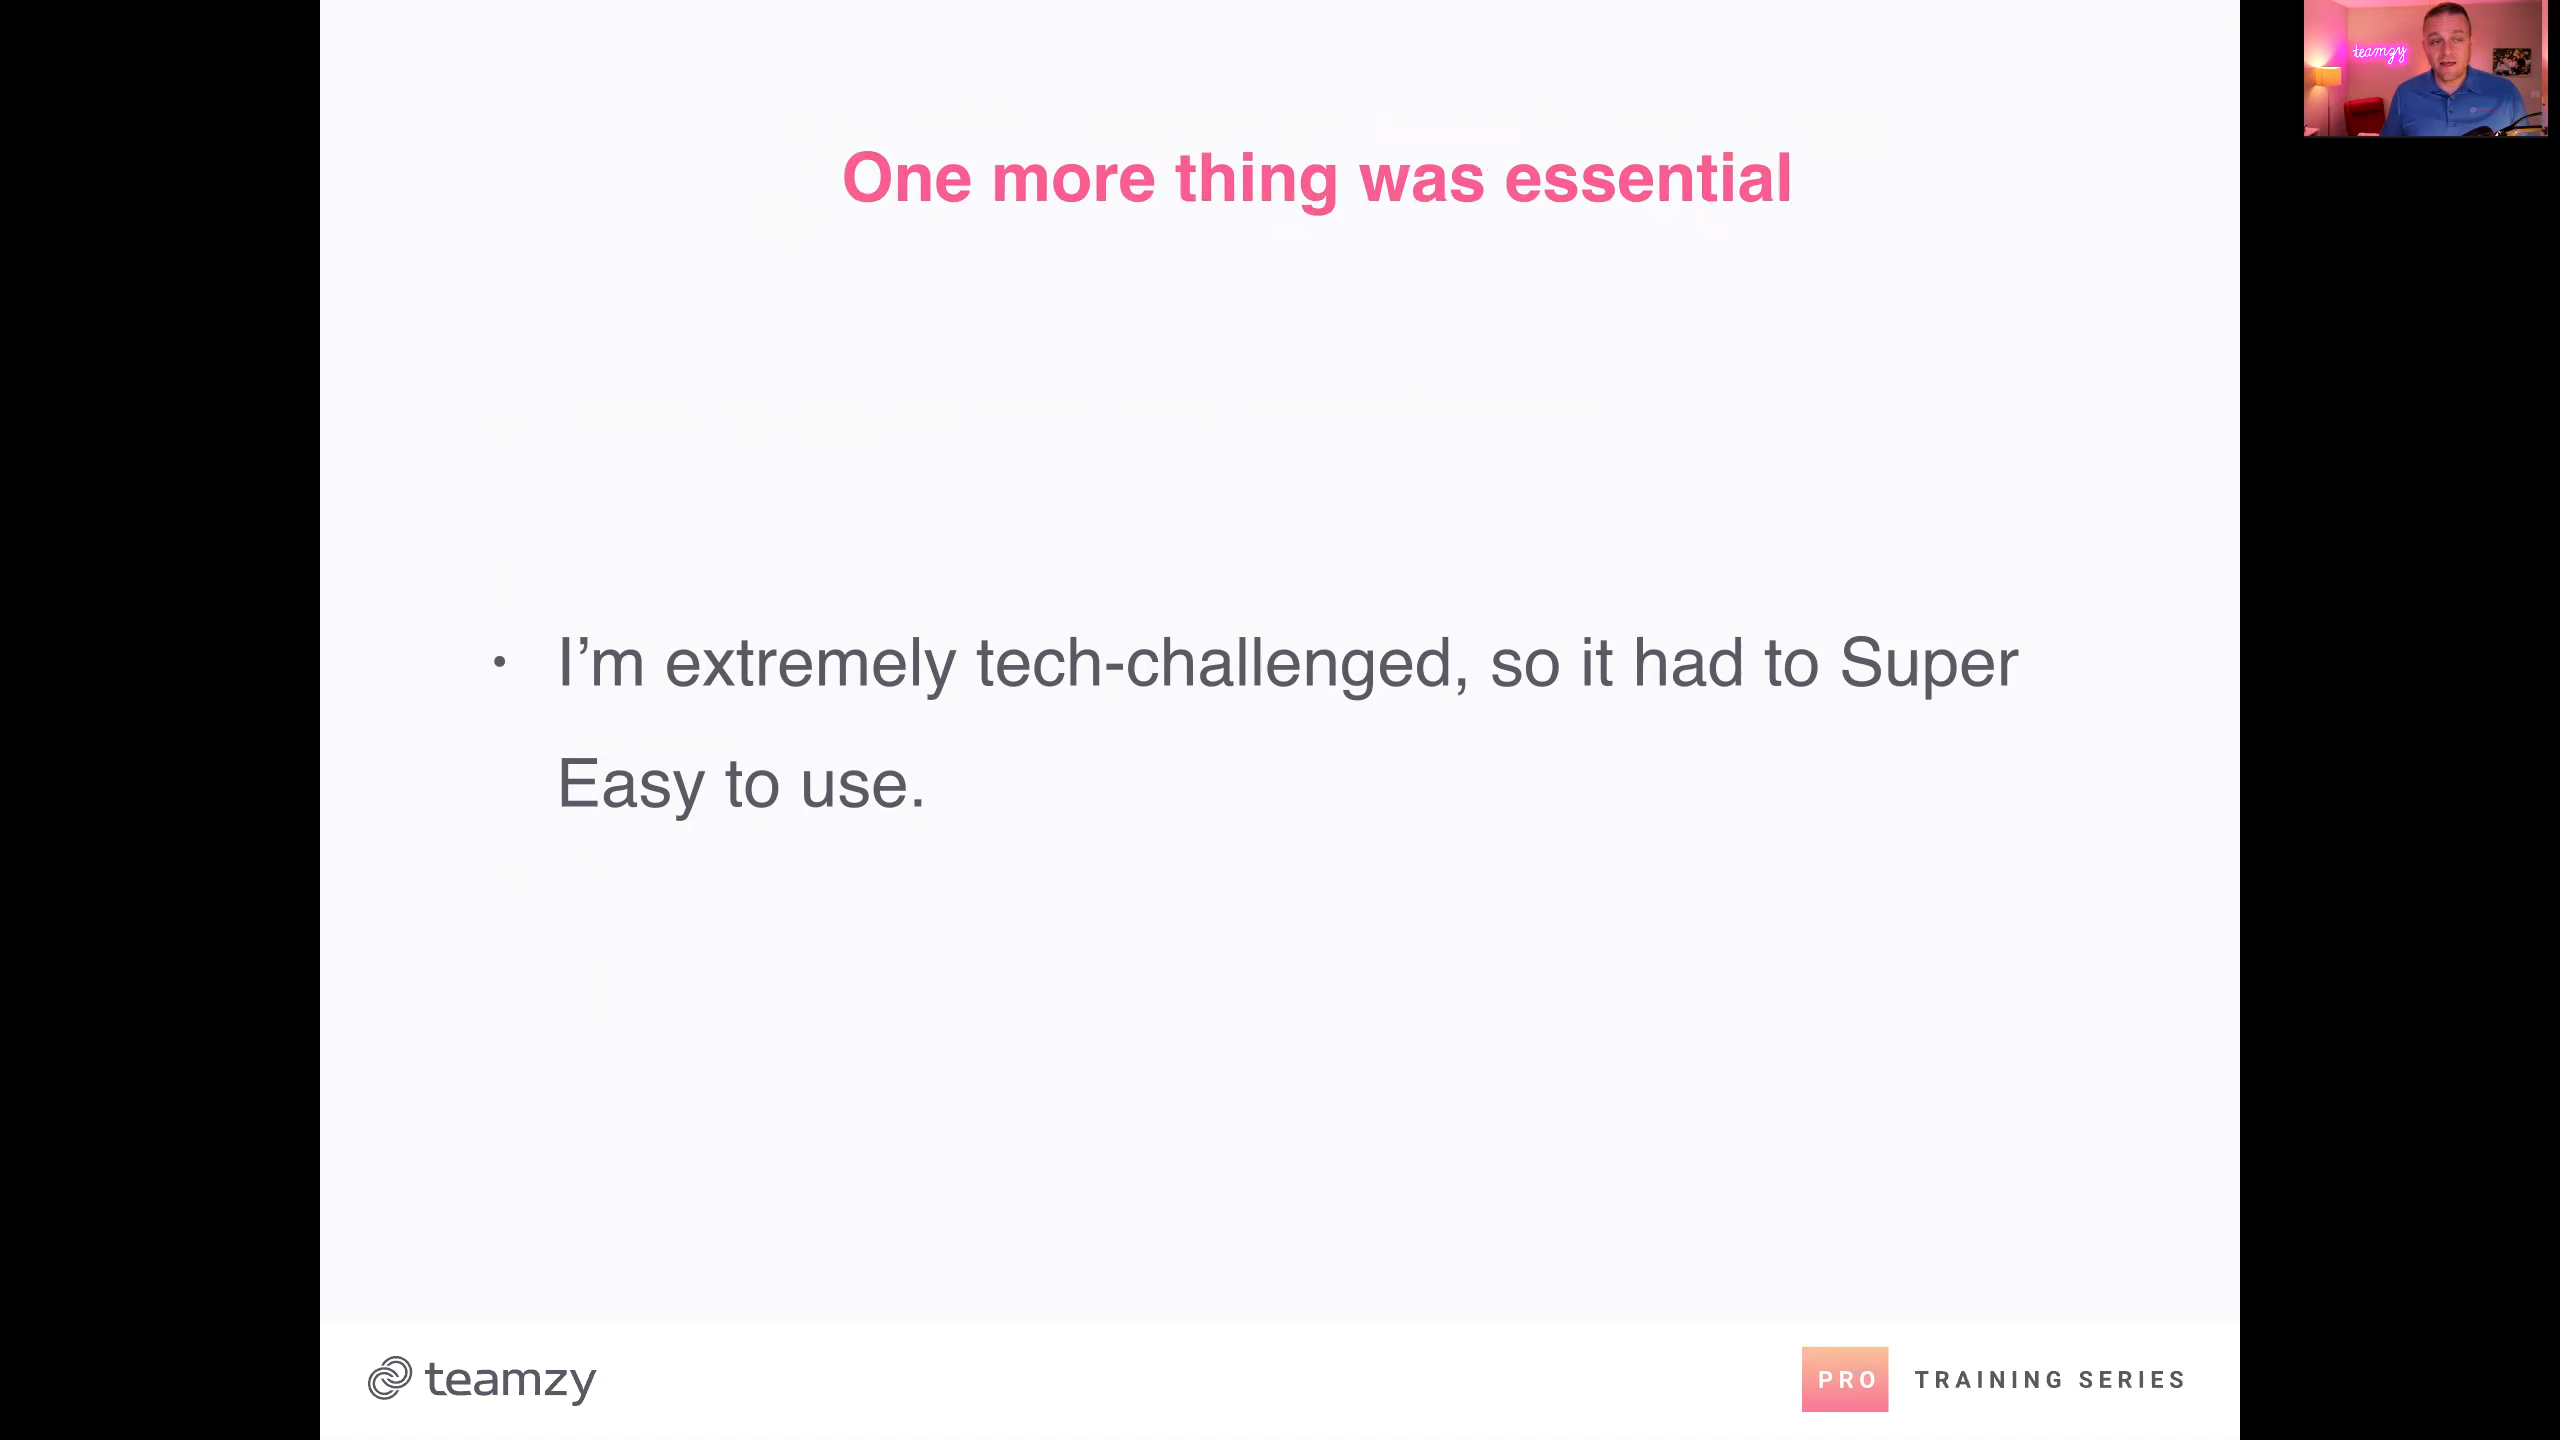 teamzy
One more thing was essential
• I’m extremely tech-challenged, so it had to Super
Easy to use.
teamzy
PRO TRAINING SERIES